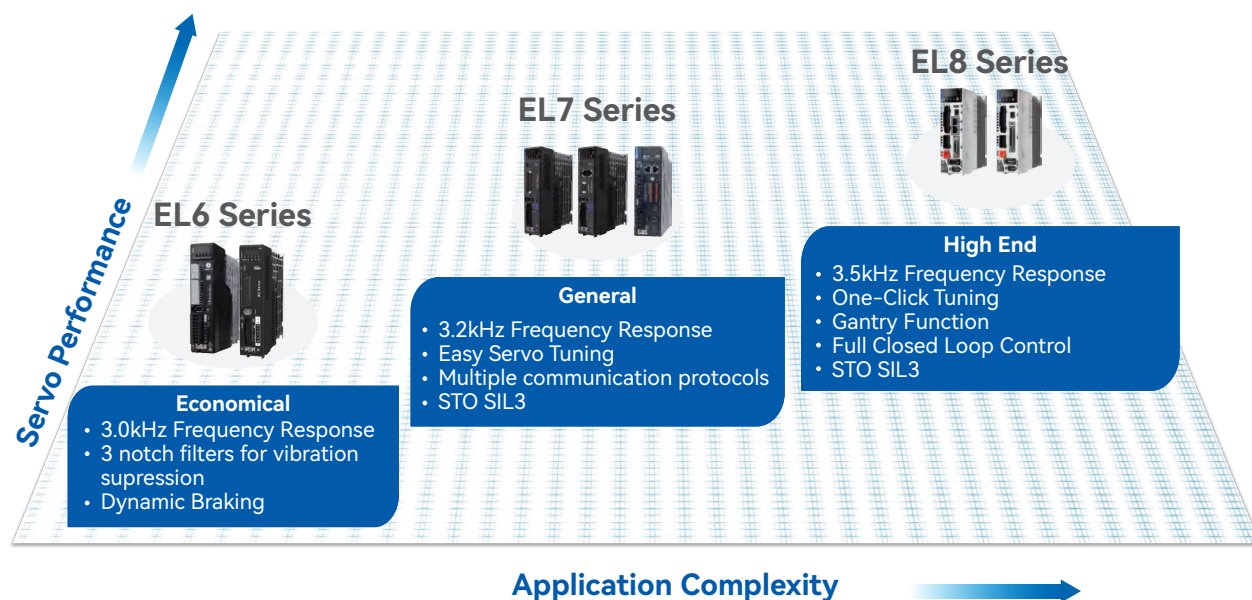 EL8 Series
EL7 Series
EL6 Series
Servo Performance
High End
• 3.5kHz Frequency Response
• One-Click Tuning
• Gantry Function
• Full Closed Loop Control
• STO SIL3
General
• 3.2kHz Frequency Response
• Easy Servo Tuning
• Multiple communication protocols
• STO SIL3
Economical
• 3.0kHz Frequency Response
• 3 notch filters for vibration
supression
• Dynamic Braking
Application Complexity